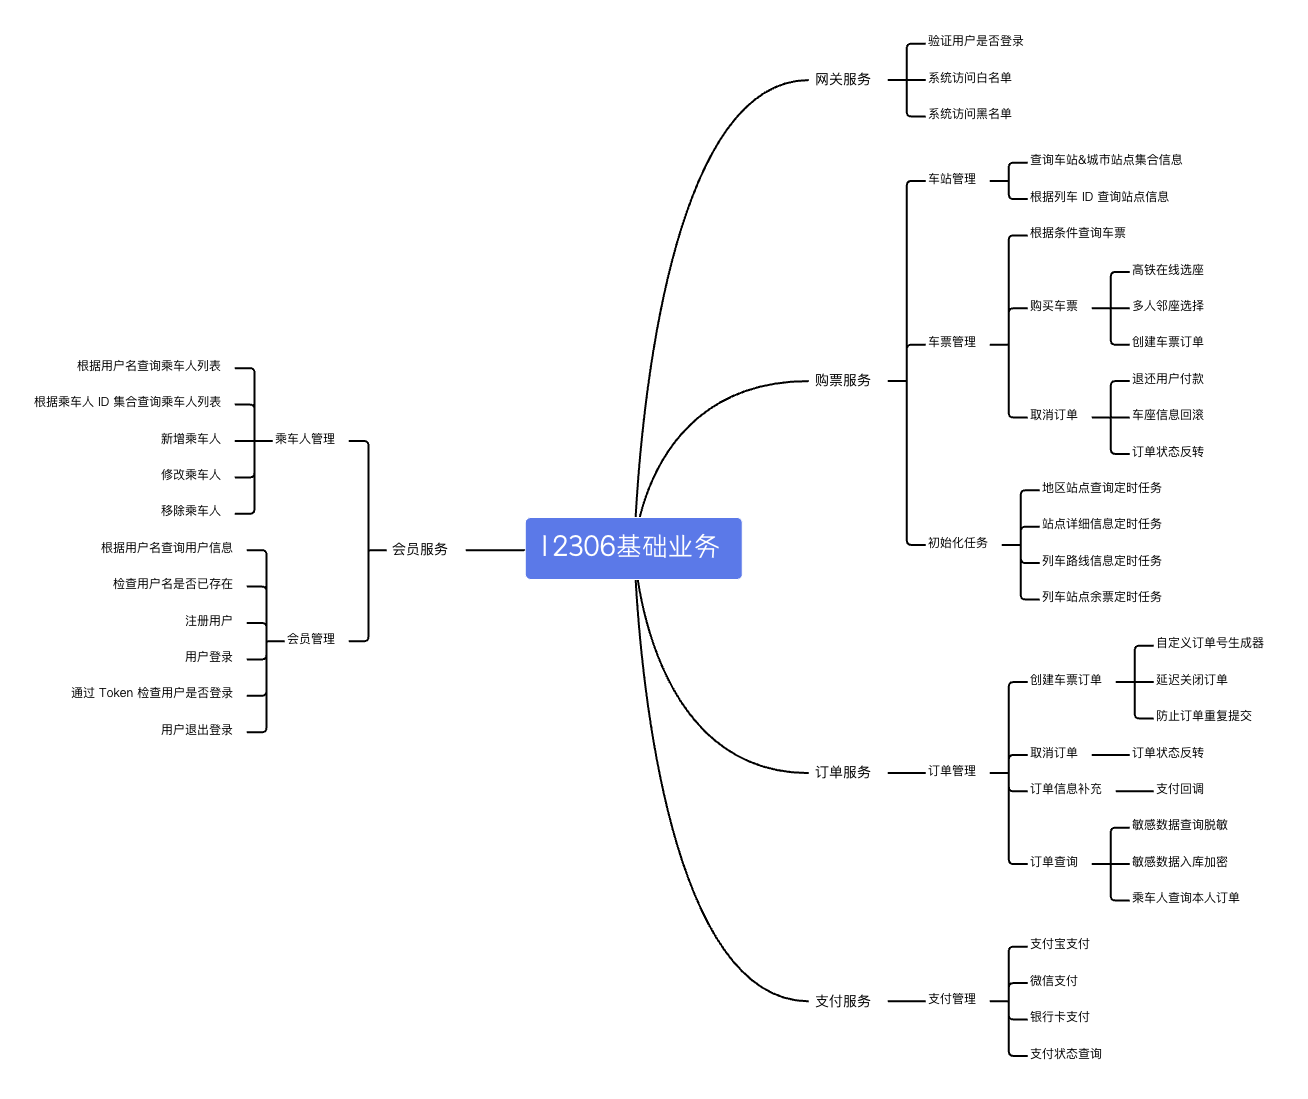 12306基础业务
网关服务
验证用户是否登录
系统访问白名单
系统访问黑名单
购票服务
车站管理
查询车站&城市站点集合信息
根据列车 ID 查询站点信息
车票管理
根据条件查询车票
购买车票
高铁在线选座
多人邻座选择
创建车票订单
取消订单
退还用户付款
车座信息回滚
订单状态反转
初始化任务
地区站点查询定时任务
站点详细信息定时任务
列车路线信息定时任务
列车站点余票定时任务
订单服务
订单管理
创建车票订单
自定义订单号生成器
延迟关闭订单
防止订单重复提交
取消订单
订单状态反转
订单信息补充
支付回调
订单查询
敏感数据查询脱敏
敏感数据入库加密
乘车人查询本人订单
支付服务
支付管理
支付宝支付
微信支付
银行卡支付
支付状态查询
会员服务
乘车人管理
根据用户名查询乘车人列表
根据乘车人 ID 集合查询乘车人列表
新增乘车人
修改乘车人
移除乘车人
会员管理
根据用户名查询用户信息
检查用户名是否已存在
注册用户
用户登录
通过 Token 检查用户是否登录
用户退出登录